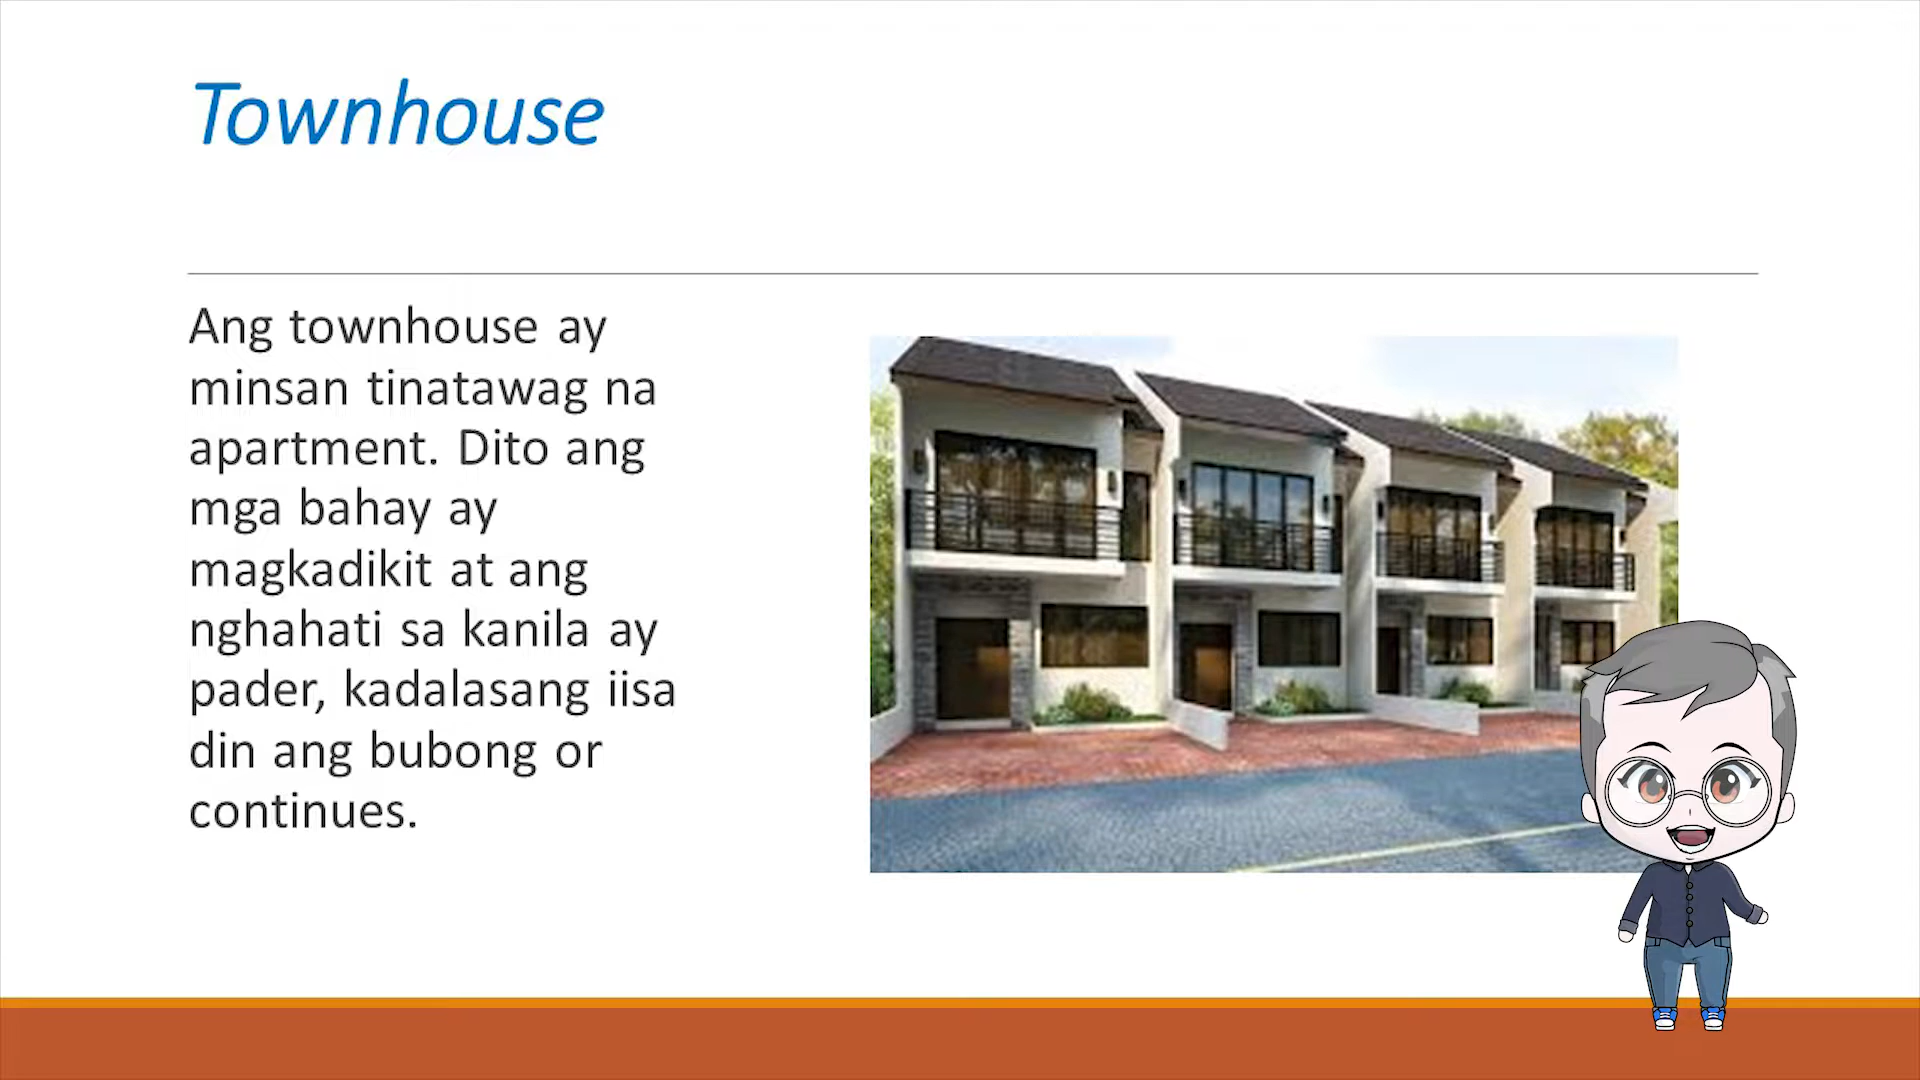 Townhouse
Ang townhouse ay
minsan tinatawag na
apartment. Dito ang
mga bahay ay
magkadikit at ang
nghahati sa kanila ay
pader, kadalasang iisa
din ang bubong or
continues.